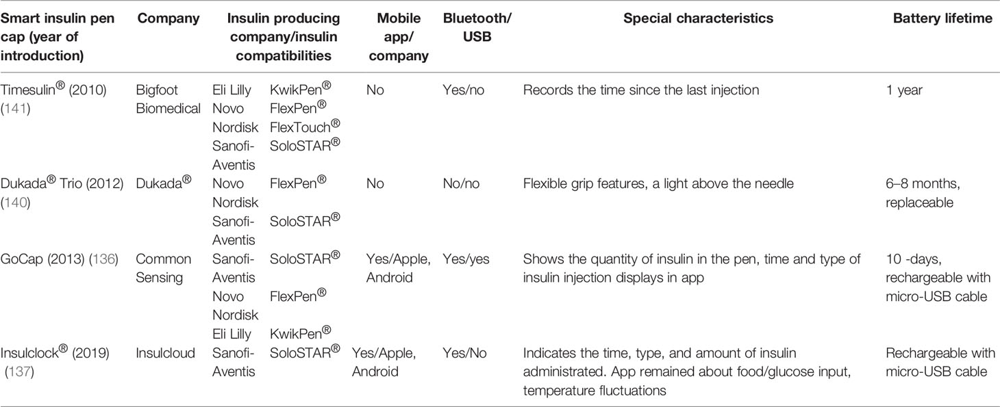 Smart insulin pen cap (year of introduction) Company Insulin producing company/insulin compatibilities Mobile app/ company Bluetooth/ USB Special characteristics Battery lifetime
Timesulin® (2010) Bigfoot Eli Lilly KwikPen® No Yes/no Records the time since the last injection 1 year
(141) Biomedical Novo FlexPen®
Nordisk FlexTouch®
Sanofi- SoloSTAR®
Aventis
Dukada® Trio (2012) Dukada® Novo FlexPen® No No/no Flexible grip features, a light above the needle 6–8 months,
(140) Nordisk replaceable
Sanofi- SoloSTAR®
Aventis
GoCap (2013) (136) Common Sanofi- SoloSTAR® Yes/Apple, Yes/yes Shows the quantity of insulin in the pen, time and type of 10 -days,
Sensing Aventis Android insulin injection displays in app rechargeable with
Novo FlexPen® micro-USB cable
Nordisk
Eli Lilly KwikPen®
Insulclock® (2019) Insulcloud Sanofi- SoloSTAR® Yes/Apple, Yes/No Indicates the time, type, and amount of insulin Rechargeable with
(137) Aventis Android administrated. App remained about food/glucose input, micro-USB cable
temperature fluctuations